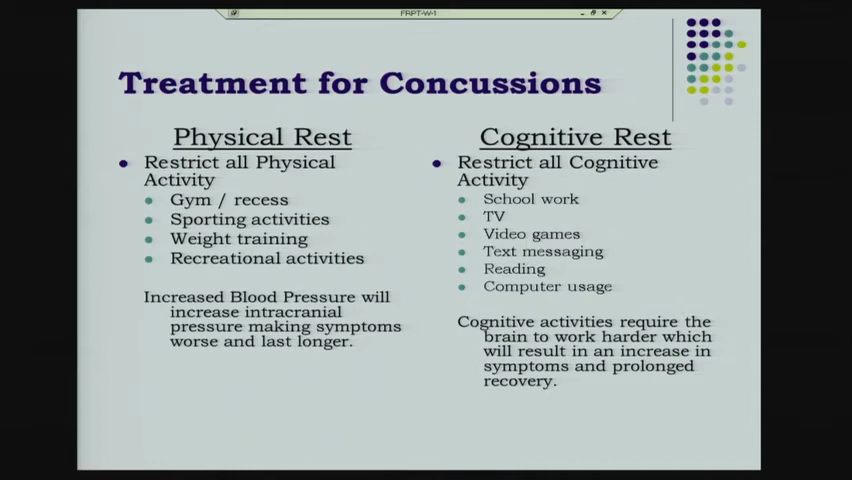 FRPT-W-1
Treatment for Concussions
Physical Rest
Restrict all Physical
Activity
Gym / recess
Sporting activities
Weight training
Recreational activities
Increased Blood Pressure will
increase intracranial
pressure making symptoms
worse and last longer.
Cognitive Rest
Restrict all Cognitive
Activity
School work
TV
Video games
Text messaging
Reading
Computer usage
Cognitive activities require the
brain to work harder which
will result in an increase in
symptoms and prolonged
recovery.